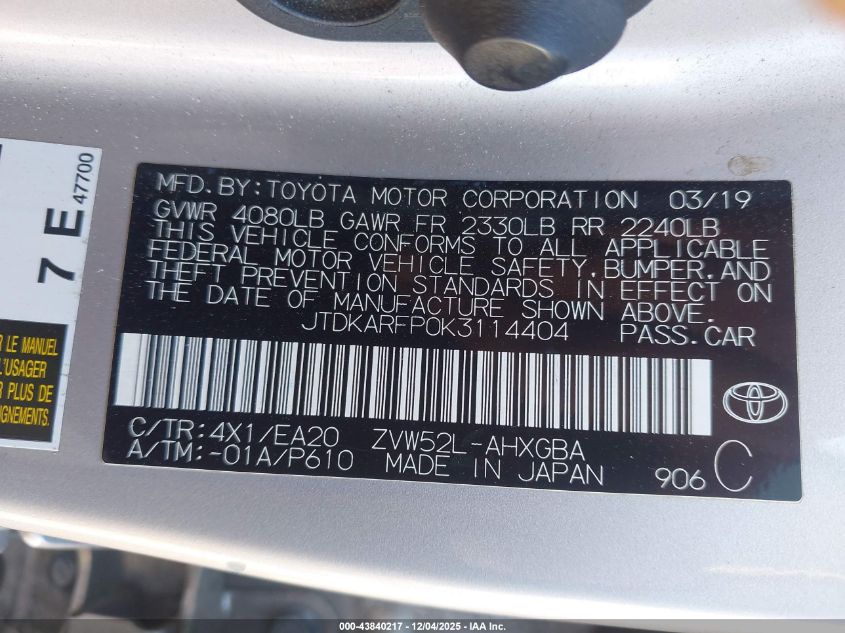 MFD. BY: TOYOTA MOTOR CORPORATION 03/19
GVWR 4080LB GAWR FR 2330LB RR 2240LB
THIS VEHICLE CONFORMS TO ALL APPLICABLE
FEDERAL MOTOR VEHICLE SAFETY, BUMPER, AND
THEFT PREVENTION STANDARDS IN EFFECT ON
THE DATE OF MANUFACTURE SHOWN ABOVE.
JTDKARFP0K3114404 PASS. CAR
C/TR: 4X1/EA20 ZVW52L-AHXGBA
A/TM: -01A/P610 MADE IN JAPAN 906 C
7 E
47700
R LE MANUEL
L'USAGER
R PLUS DE
IGNEMENTS.
000-43840217 - 12/04/2025 - IAA Inc.